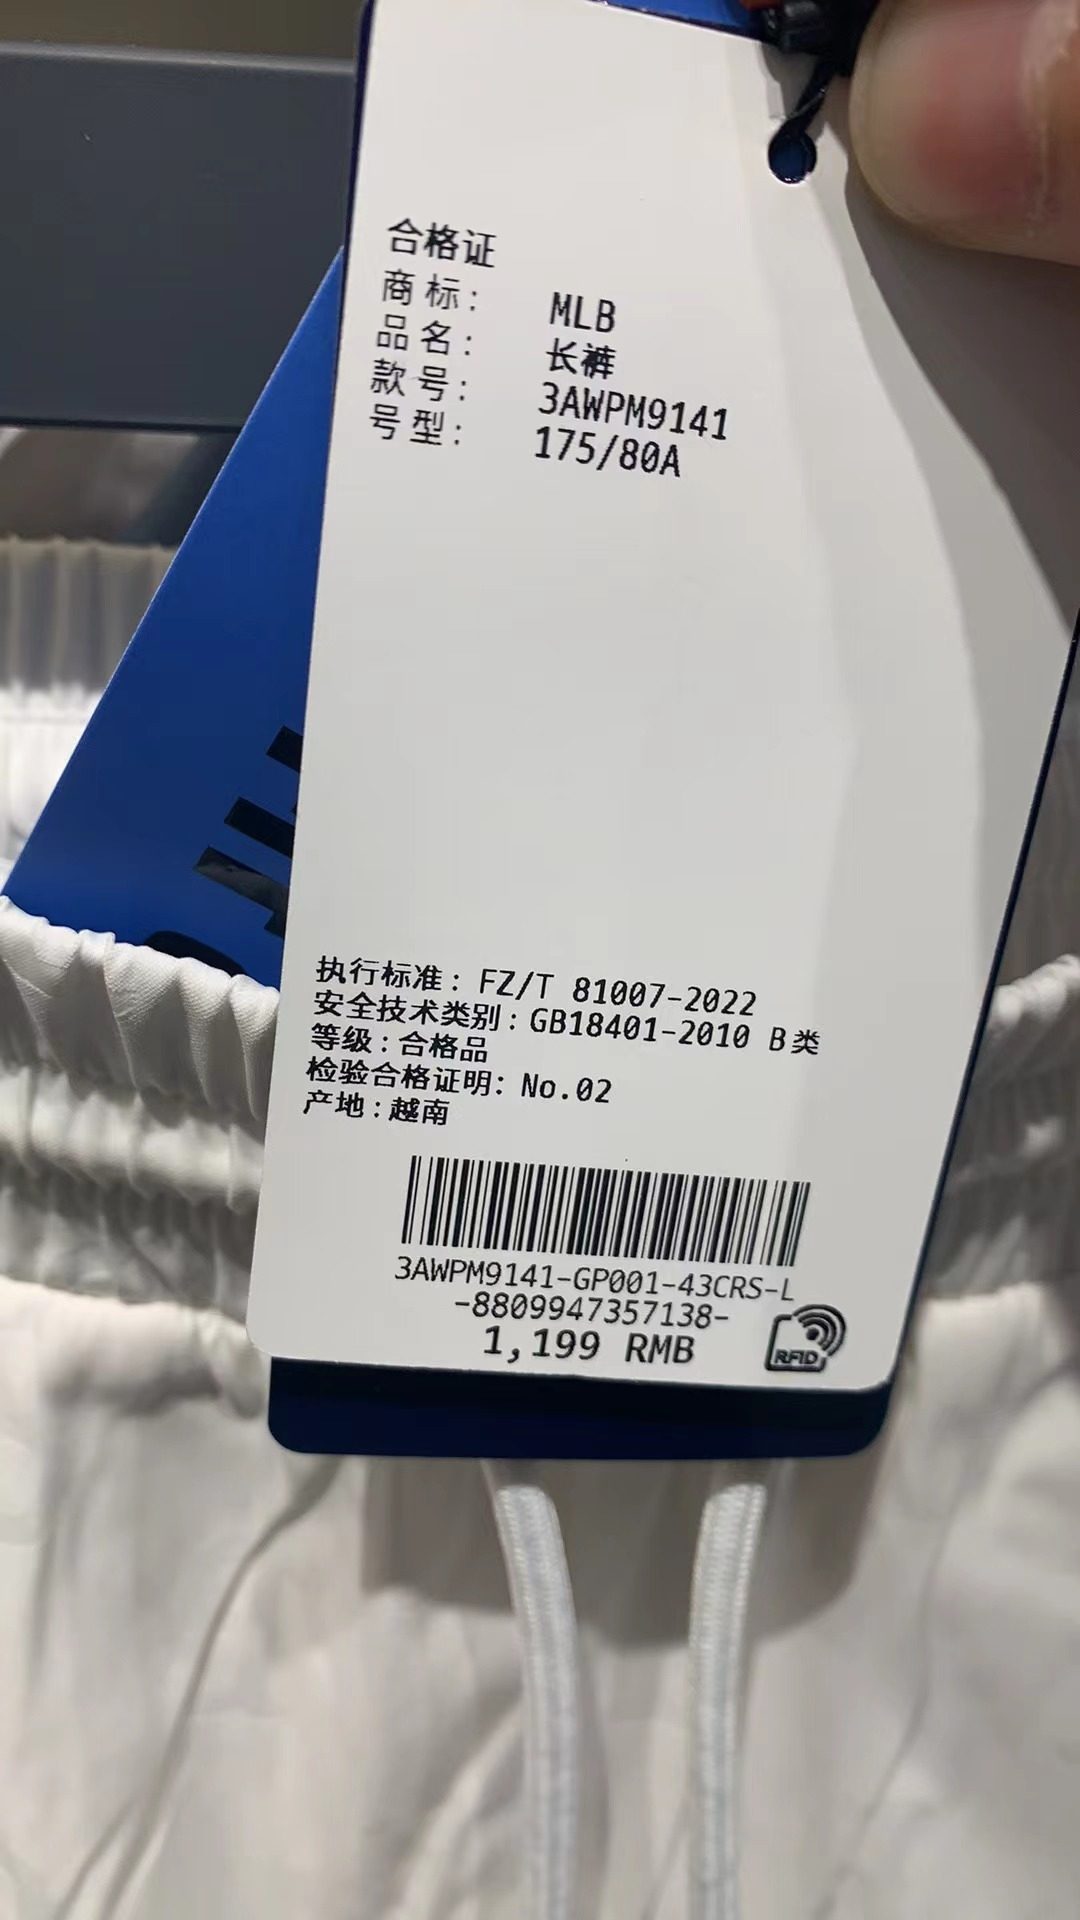 合格证
商标： MLB
品名： 长裤
款号： 3AWPM9141
号型： 175/80A
执行标准：FZ/T 81007-2022
安全技术类别：GB18401-2010 B类
等级：合格品
检验合格证明：No.02
产地：越南
3AWPM9141-GP001-43CRS-L
-8809947357138-
1,199 RMB
RFID